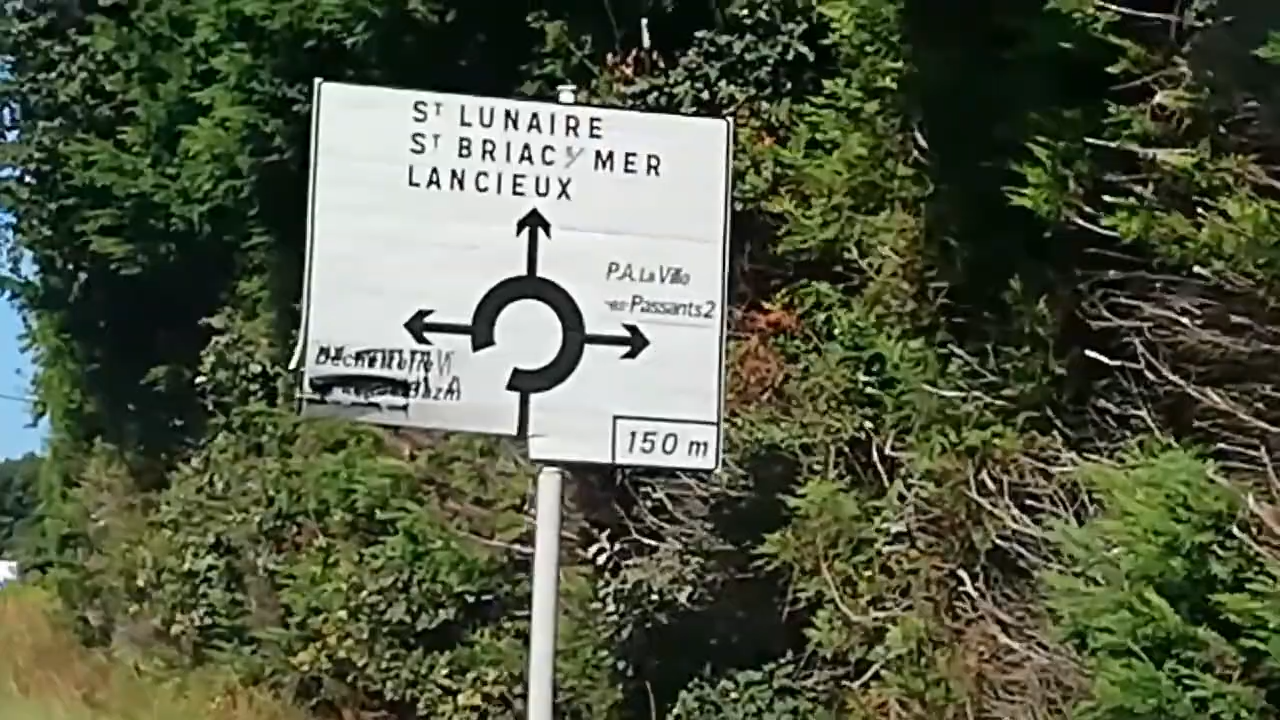 Sᵀ LUNAIRE
Sᵀ BRIAC S/ MER
LANCIEUX
P.A. La Ville
es Passants 2
150 m